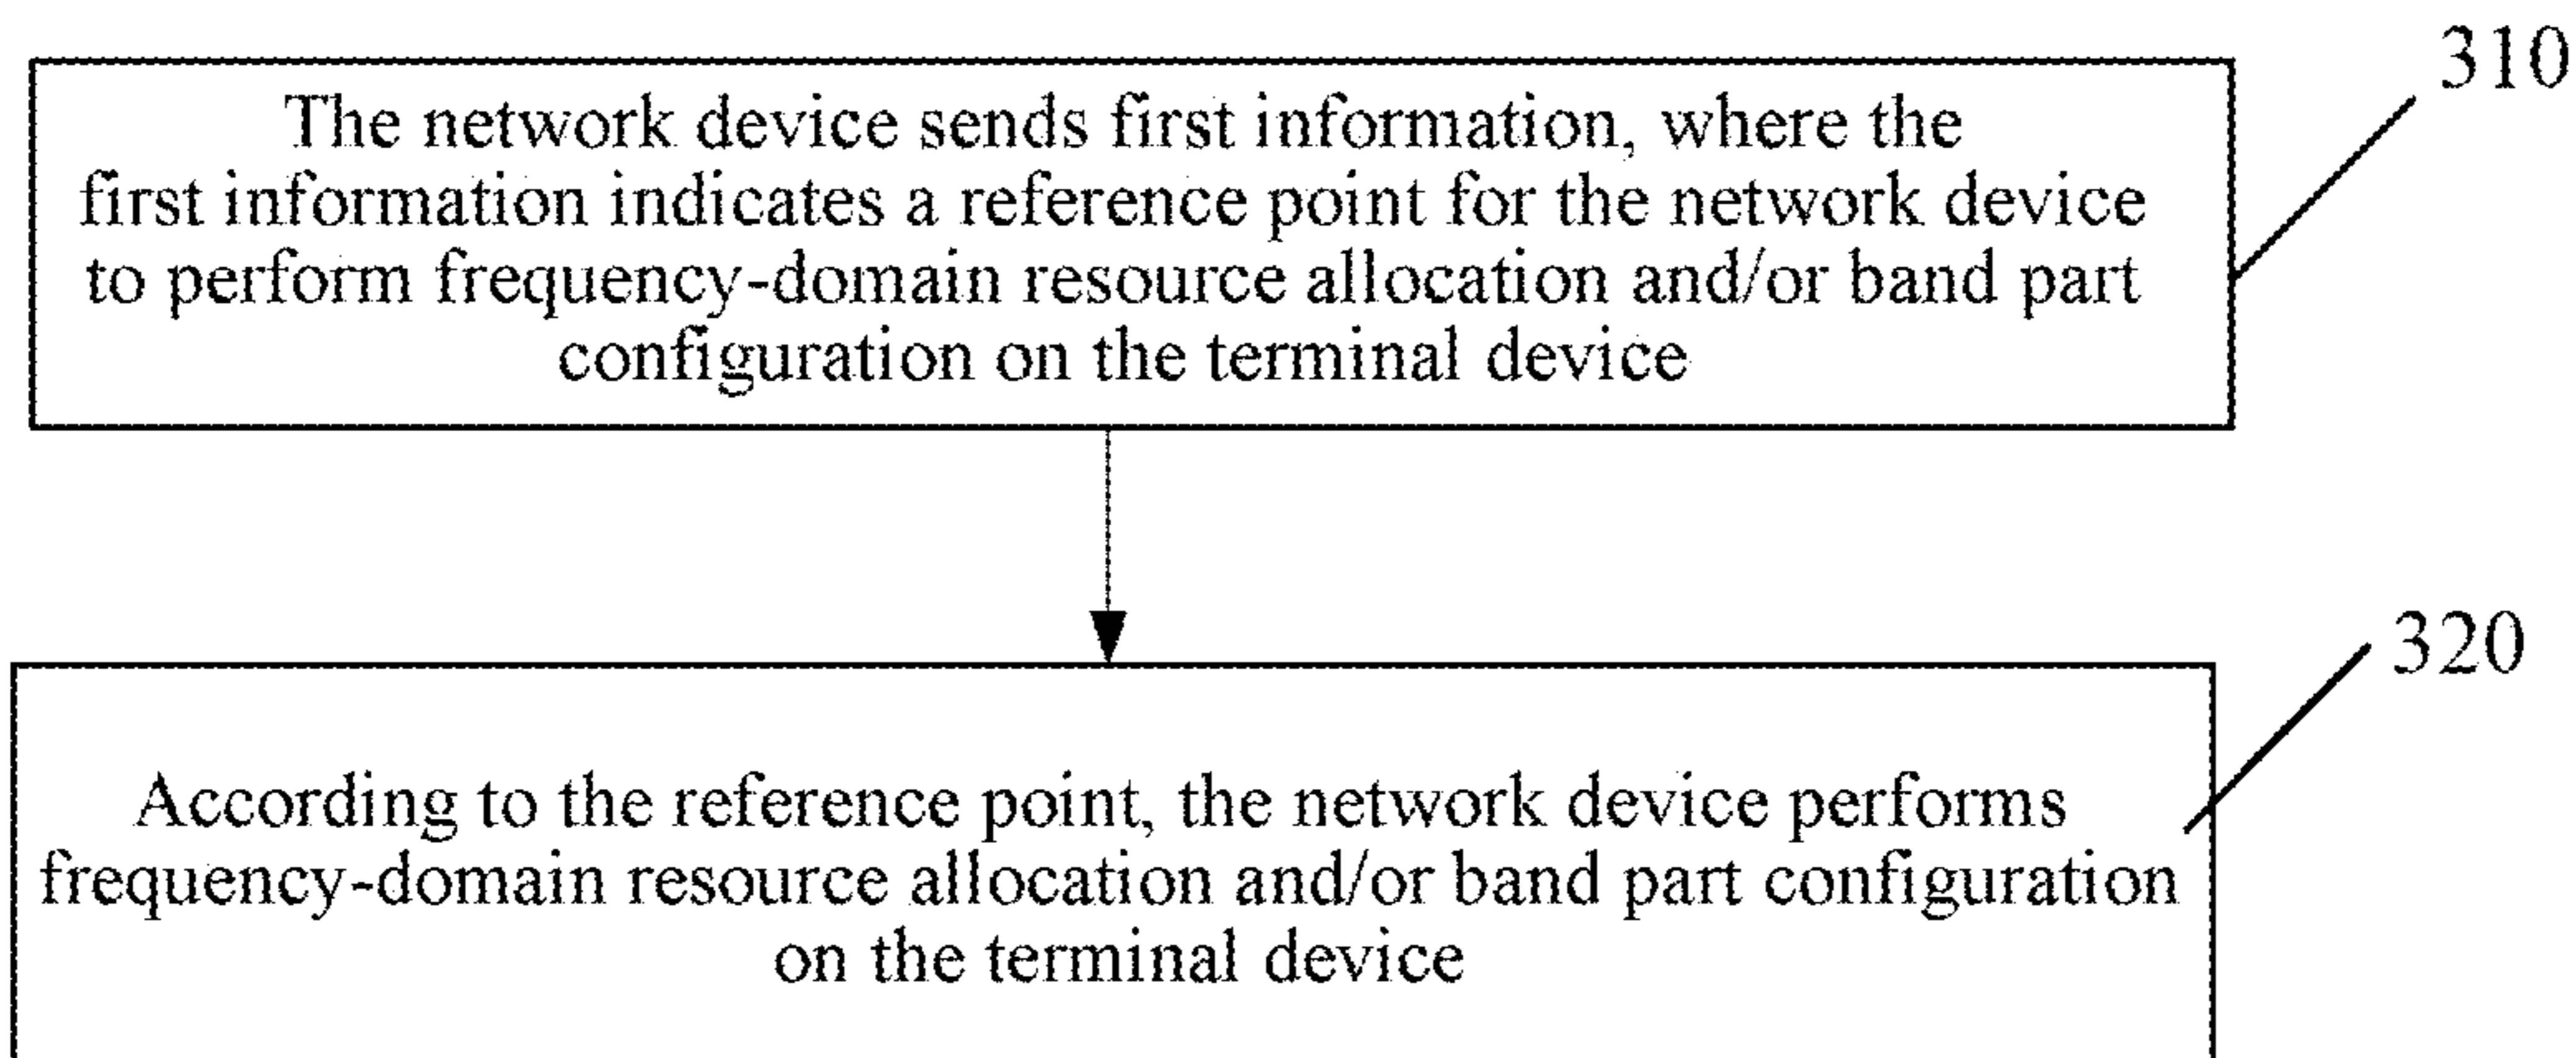 310
The network device sends first information, where the
first information indicates a reference point for the network device
to perform frequency-domain resource allocation and/or band part
configuration on the terminal device
320
According to the reference point, the network device performs
frequency-domain resource allocation and/or band part configuration
on the terminal device